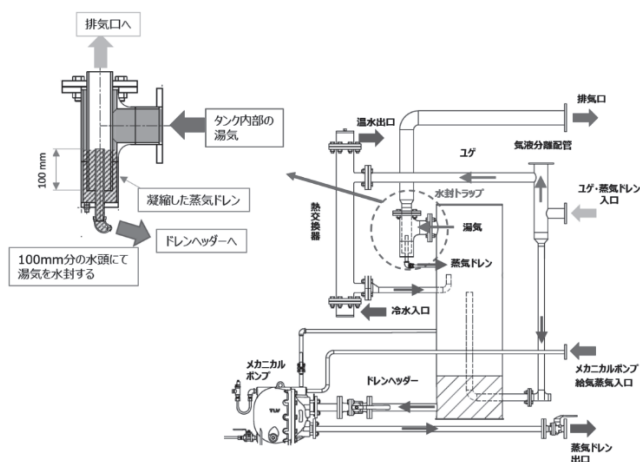 排気口へ
タンク内部の
湯気
100 mm
凝縮した蒸気ドレン
ドレンヘッダーへ
100mm分の水頭にて
湯気を水封する
温水出口
排気口
ユゲ
気液分離配管
水封トラップ
ユゲ・蒸気ドレン
入口
熱交換器
湯気
蒸気ドレン
冷水入口
メカニカル
ポンプ
ドレンヘッダー
メカニカルポンプ
給気蒸気入口
TLV
蒸気ドレン
出口